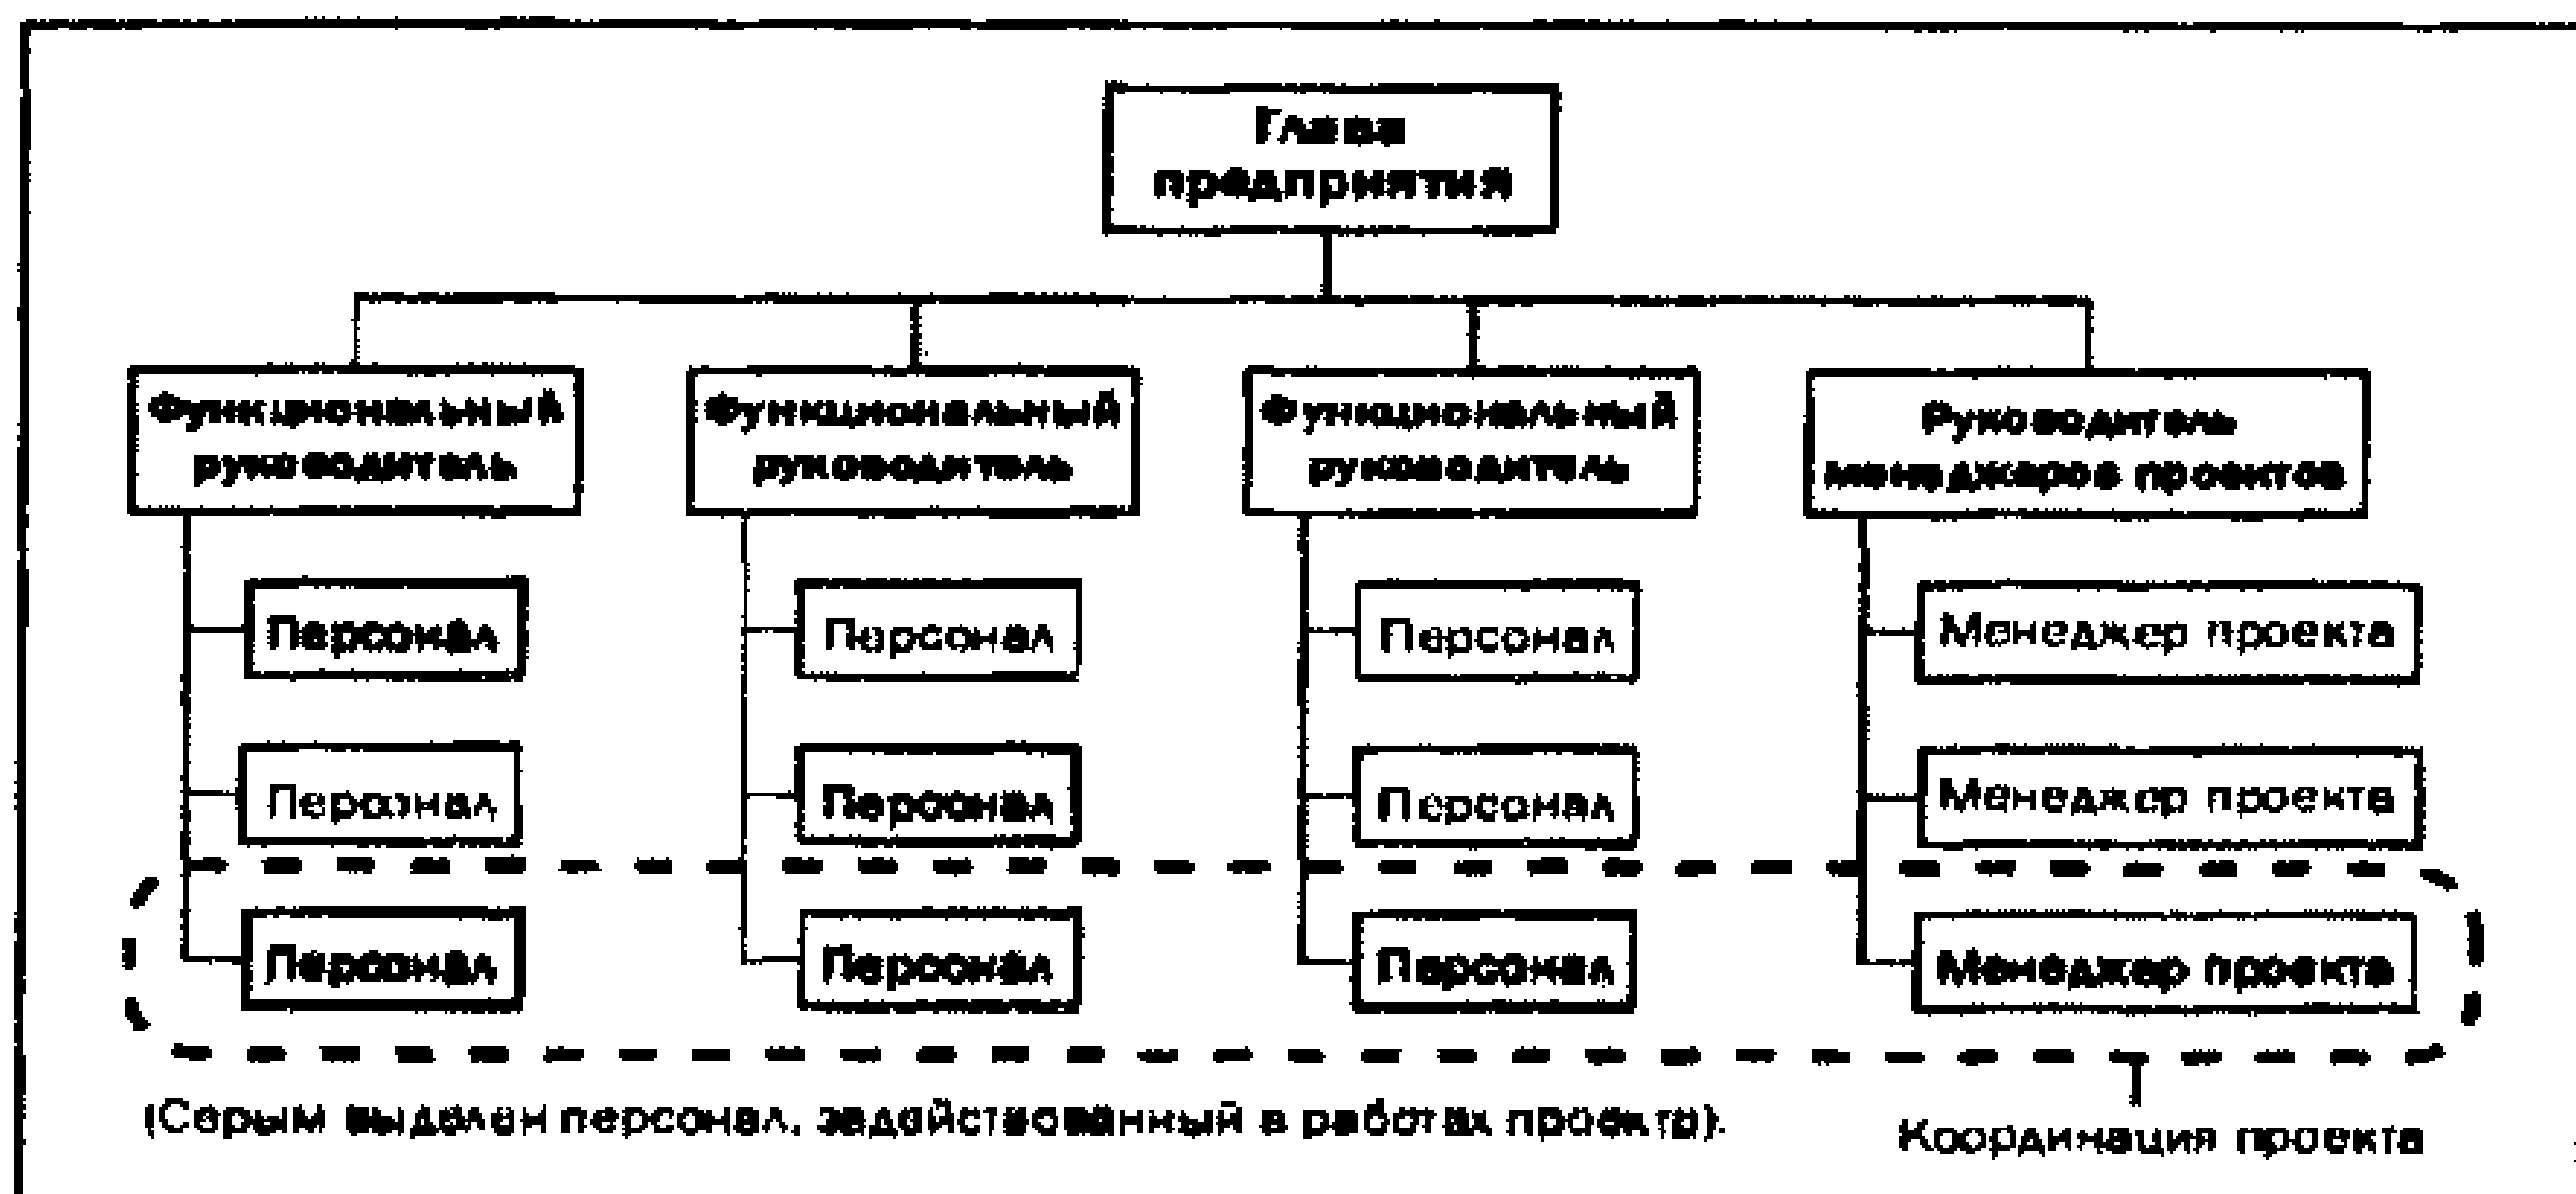 Глава
предприятия
Функциональный
руководитель
Функциональный
руководитель
Функциональный
руководитель
Руководитель
менеджеров проектов
Персонал
Персонал
Персонал
Менеджер проекта
Персонал
Персонал
Персонал
Менеджер проекта
Персонал
Персонал
Персонал
Менеджер проекта
(Серым выделен персонал, задействованный в работах проекта).
Координация проекта